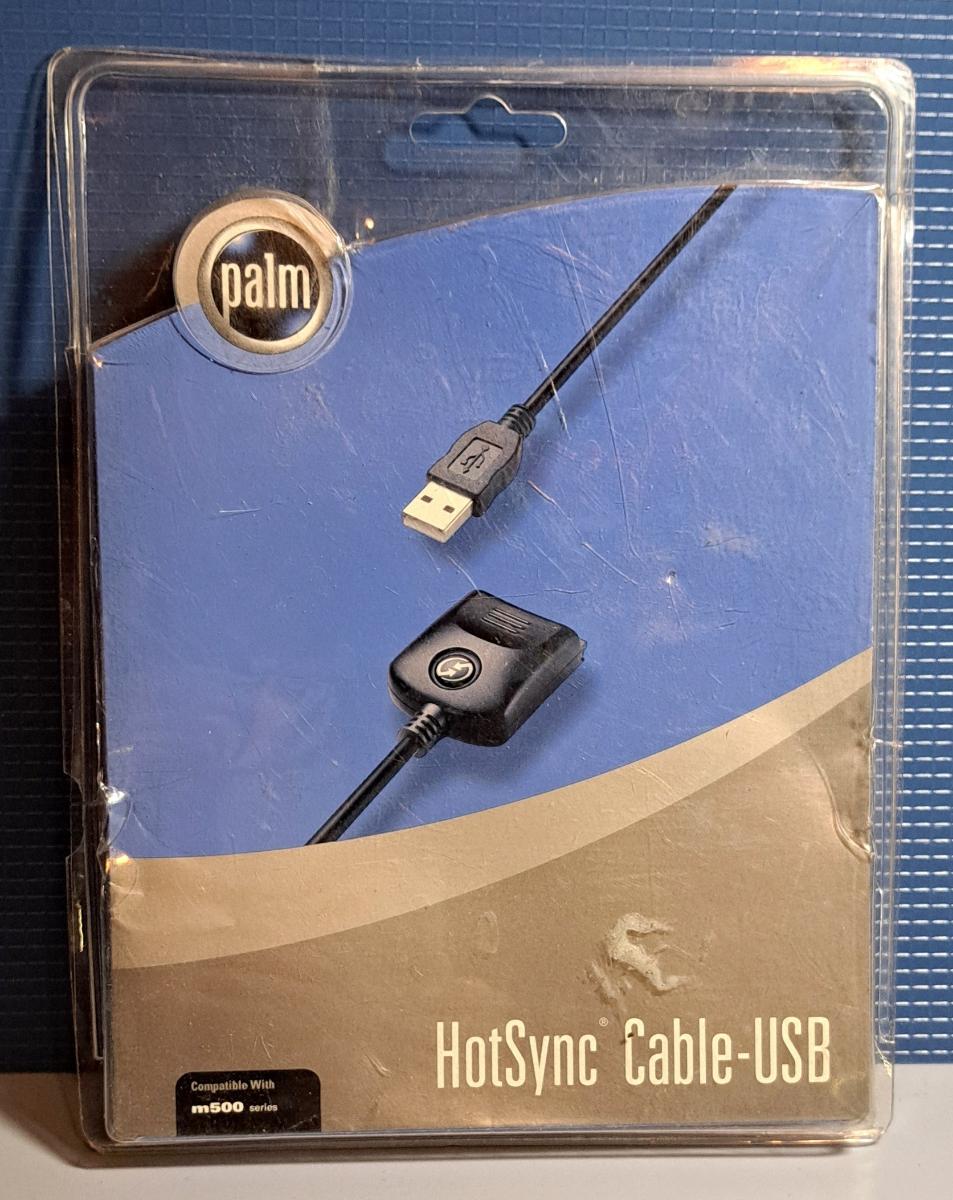 palm
HotSync® Cable-USB
Compatible With
m500 series